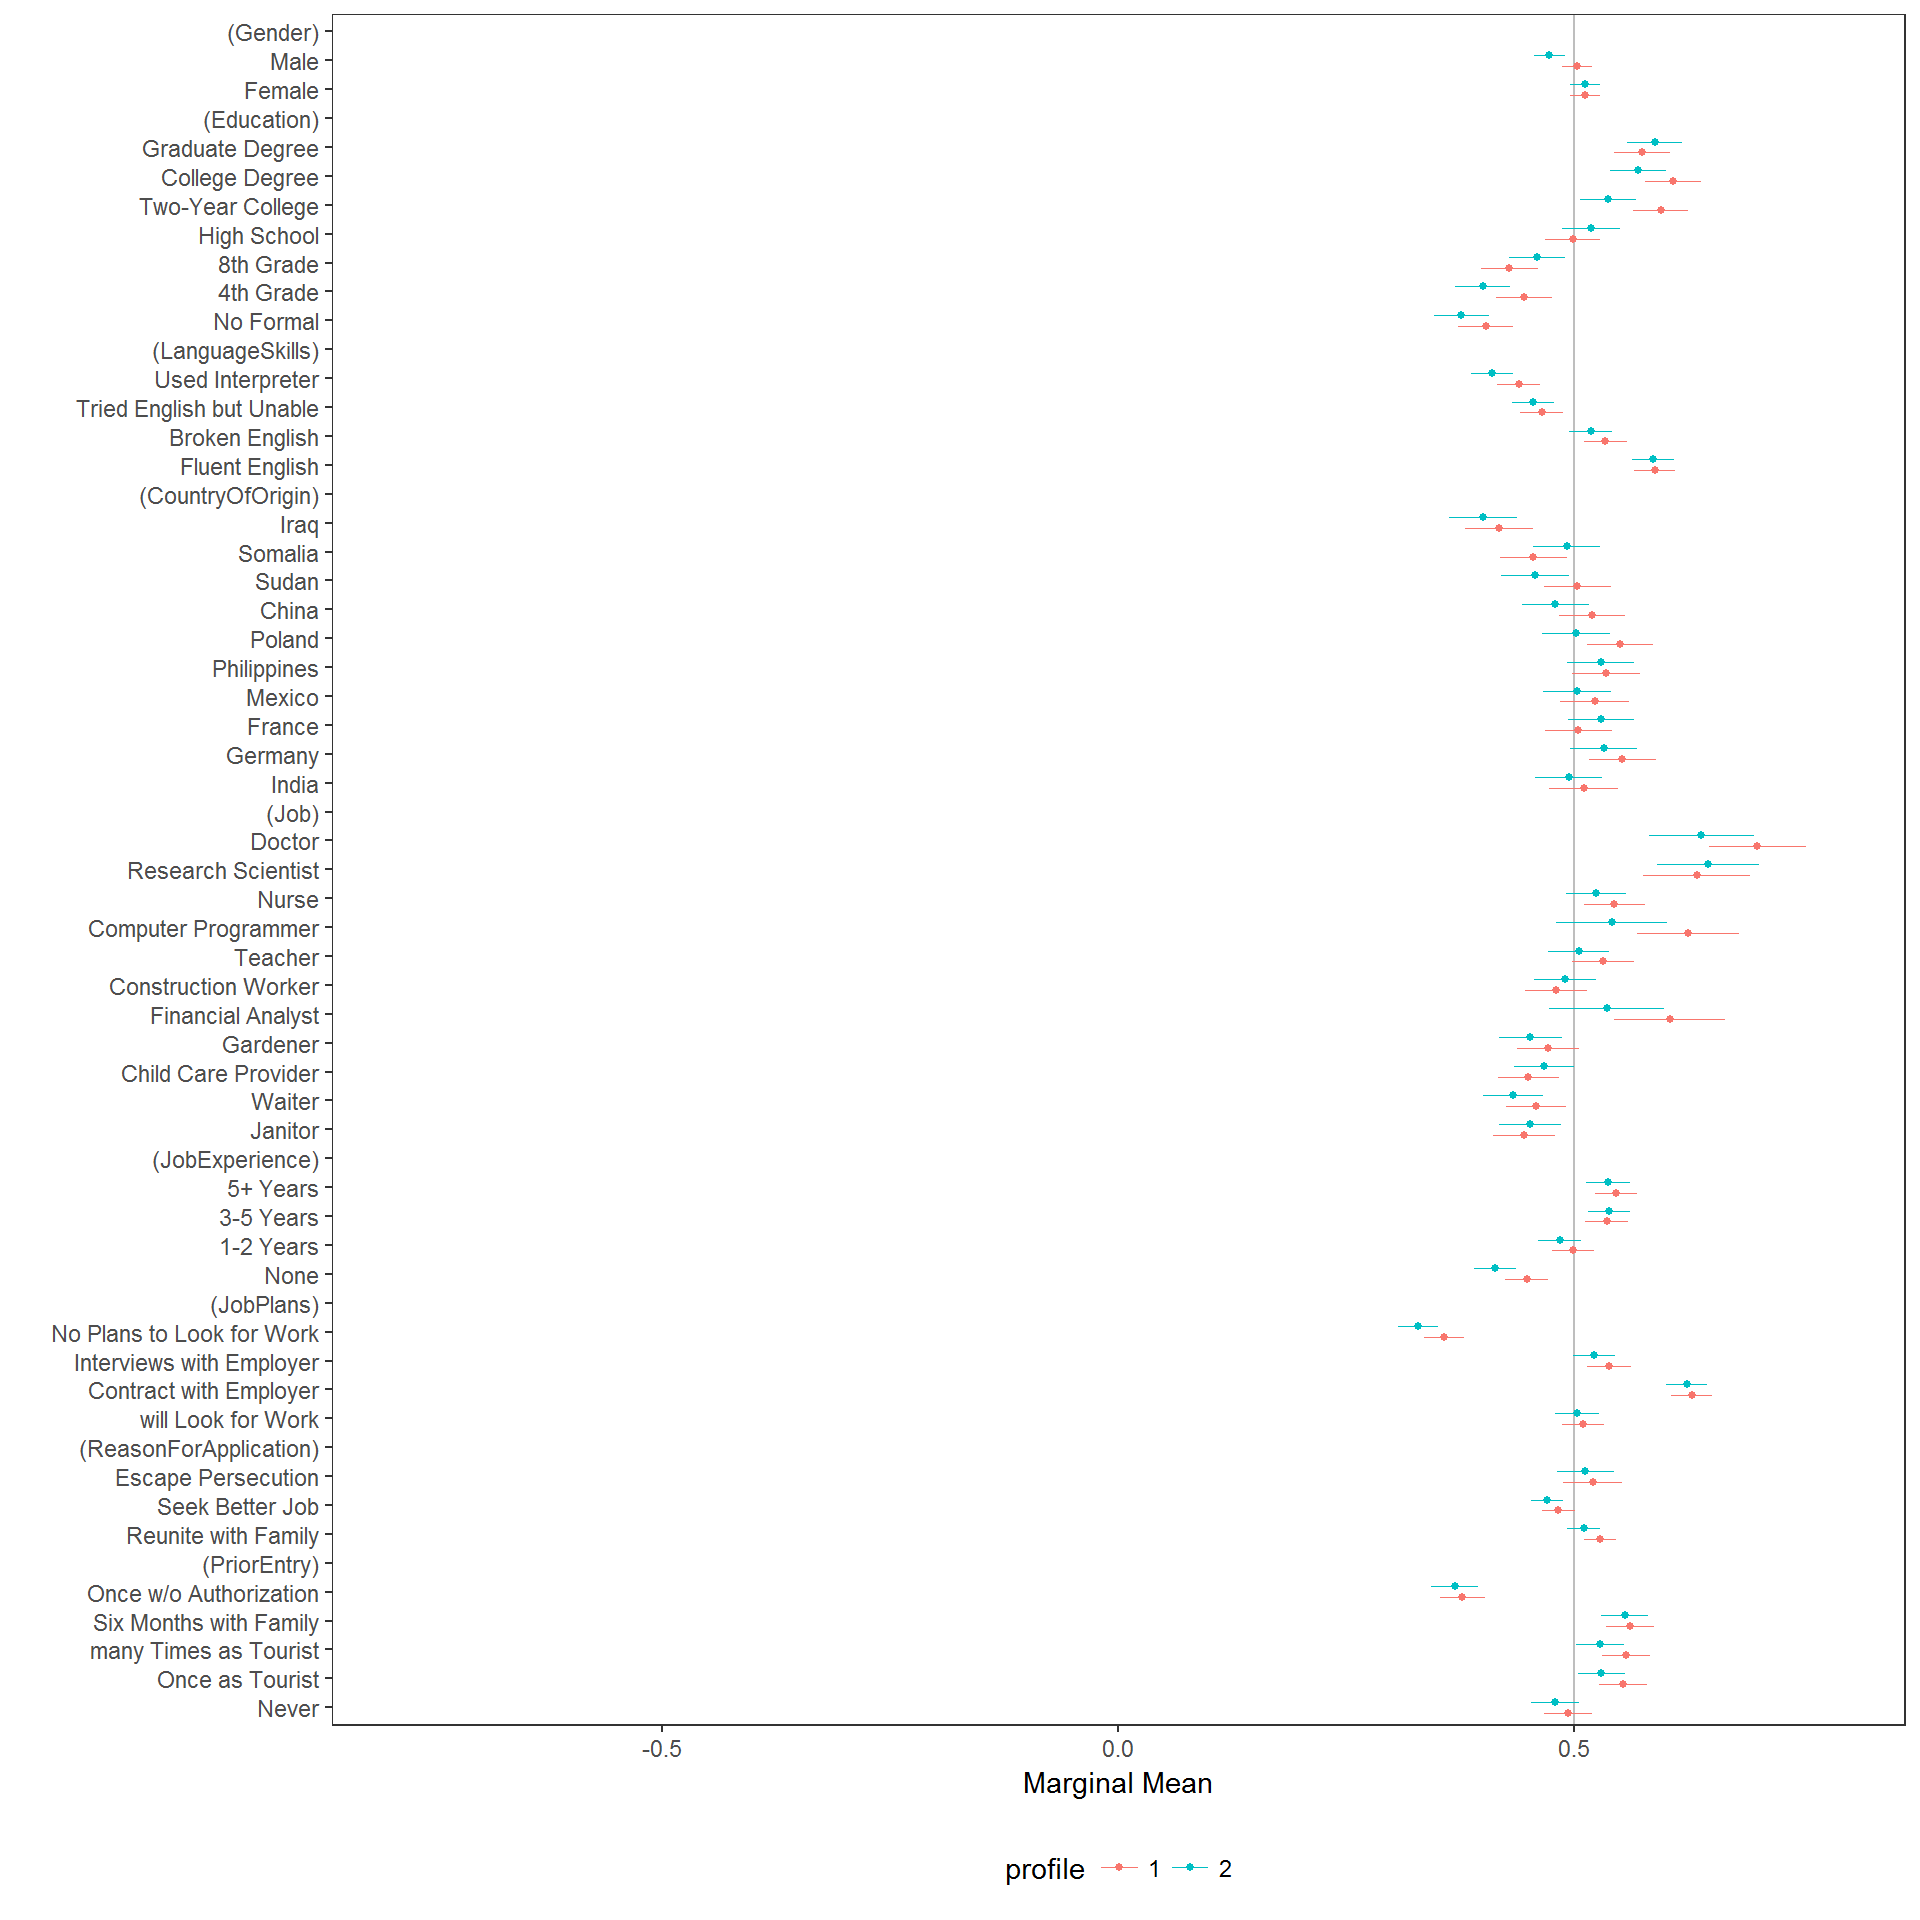 (Gender)
Male
Female
(Education)
Graduate Degree
College Degree
Two-Year College
High School
8th Grade
4th Grade
No Formal
(LanguageSkills)
Used Interpreter
Tried English but Unable
Broken English
Fluent English
(CountryOfOrigin)
Iraq
Somalia
Sudan
China
Poland
Philippines
Mexico
France
Germany
India
(Job)
Doctor
Research Scientist
Nurse
Computer Programmer
Teacher
Construction Worker
Financial Analyst
Gardener
Child Care Provider
Waiter
Janitor
(JobExperience)
5+ Years
3-5 Years
1-2 Years
None
(JobPlans)
No Plans to Look for Work
Interviews with Employer
Contract with Employer
will Look for Work
(ReasonForApplication)
Escape Persecution
Seek Better Job
Reunite with Family
(PriorEntry)
Once w/o Authorization
Six Months with Family
many Times as Tourist
Once as Tourist
Never
-0.5 0.0 0.5
Marginal Mean
profile 1 2